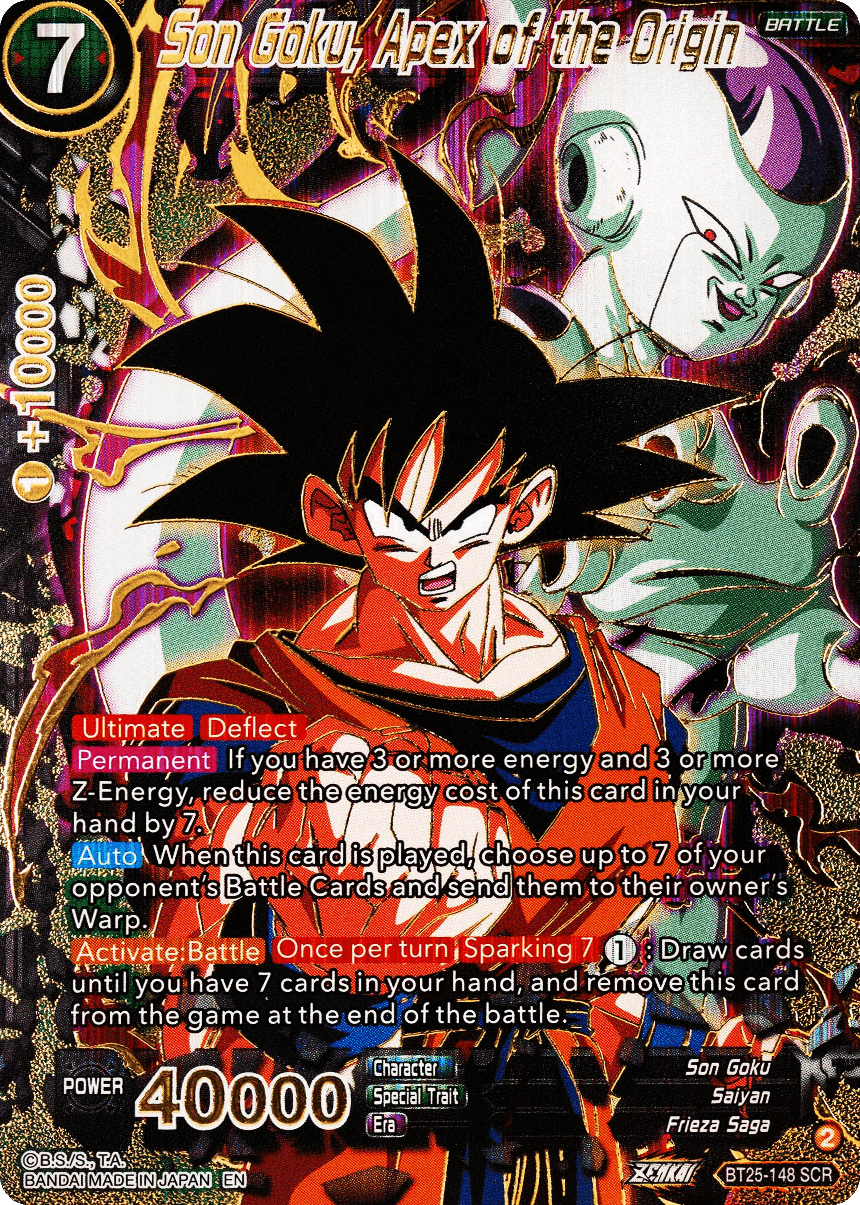 7
Son Goku, Apex of the Origin
BATTLE
1 +10000
Ultimate Deflect
Permanent If you have 3 or more energy and 3 or more
Z-Energy, reduce the energy cost of this card in your
hand by 7.
Auto When this card is played, choose up to 7 of your
opponent's Battle Cards and send them to their owner's
Warp.
Activate:Battle Once per turn Sparking 7 1 : Draw cards
until you have 7 cards in your hand, and remove this card
from the game at the end of the battle.
POWER 40000
Character Son Goku
Special Trait Saiyan
Era Frieza Saga
2
©B.S./S., T.A.
BANDAI MADE IN JAPAN EN
ZENKAI BT25-148 SCR